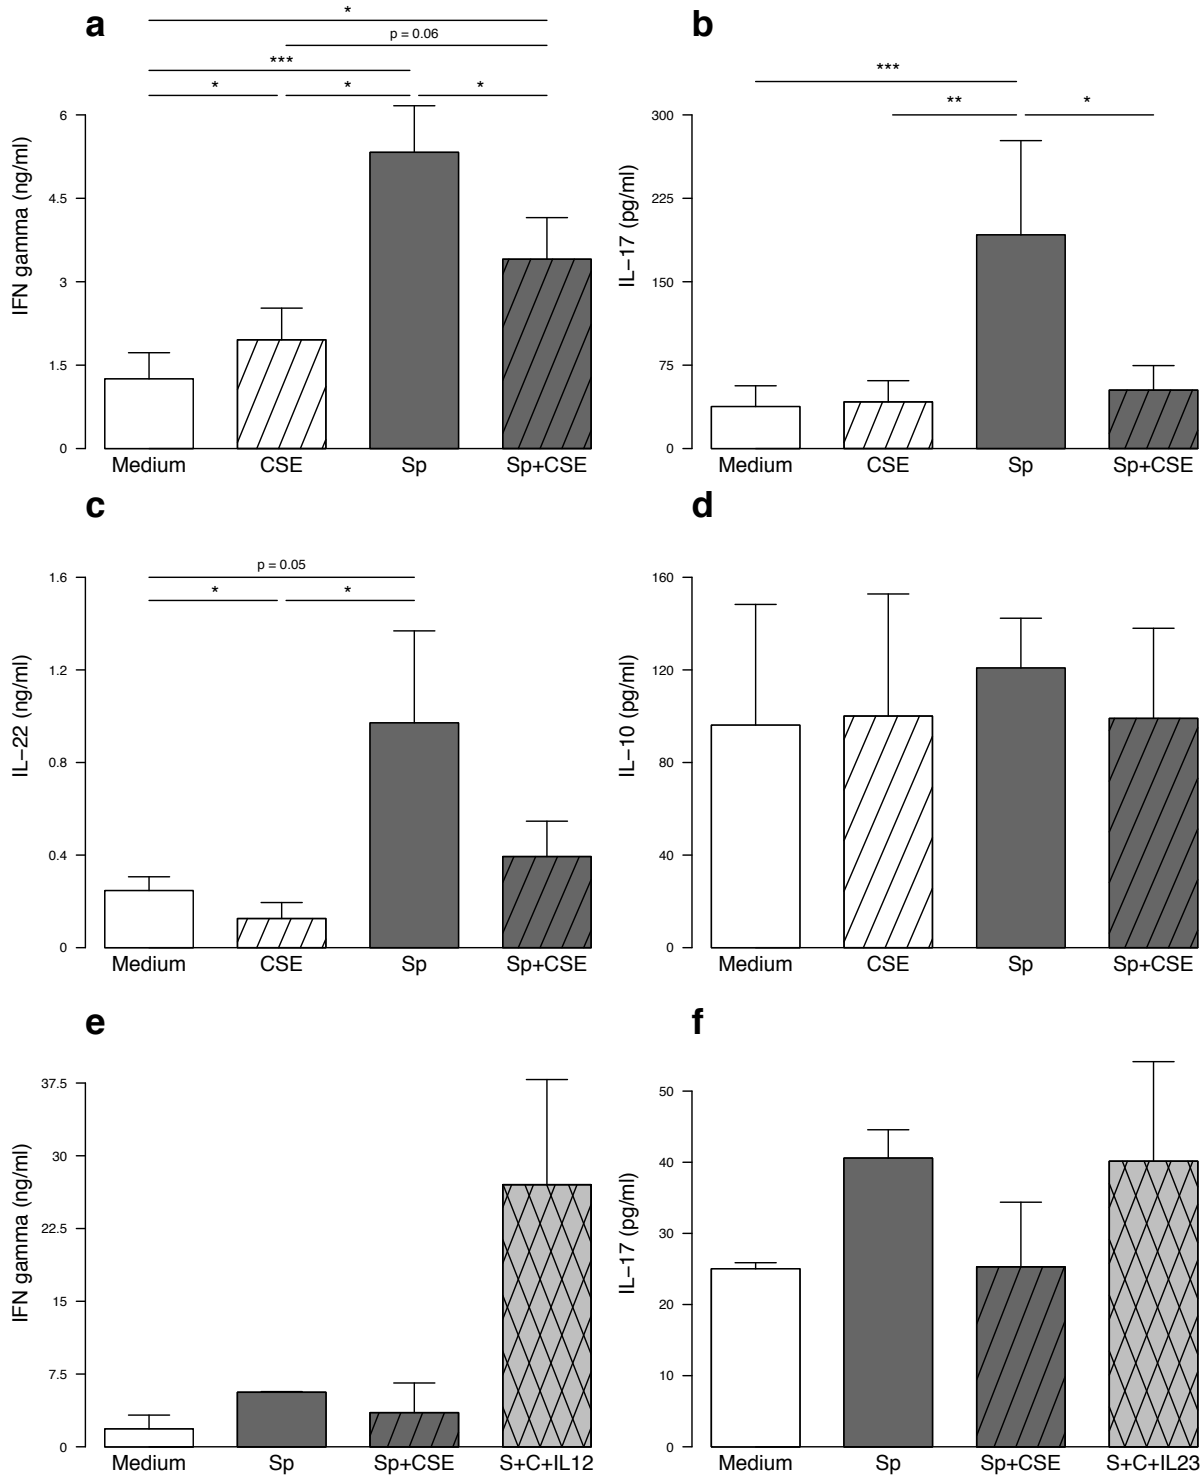 a
*
p = 0.06
***
* * *
IFN gamma (ng/ml)
6
4.5
3
1.5
0
Medium CSE Sp Sp+CSE
b
***
** *
IL−17 (pg/ml)
300
225
150
75
0
Medium CSE Sp Sp+CSE
c
p = 0.05
* *
IL−22 (ng/ml)
1.6
1.2
0.8
0.4
0
Medium CSE Sp Sp+CSE
d
IL−10 (pg/ml)
160
120
80
40
0
Medium CSE Sp Sp+CSE
e
IFN gamma (ng/ml)
37.5
30
22.5
15
7.5
0
Medium Sp Sp+CSE S+C+IL12
f
IL−17 (pg/ml)
50
40
30
20
10
0
Medium Sp Sp+CSE S+C+IL23